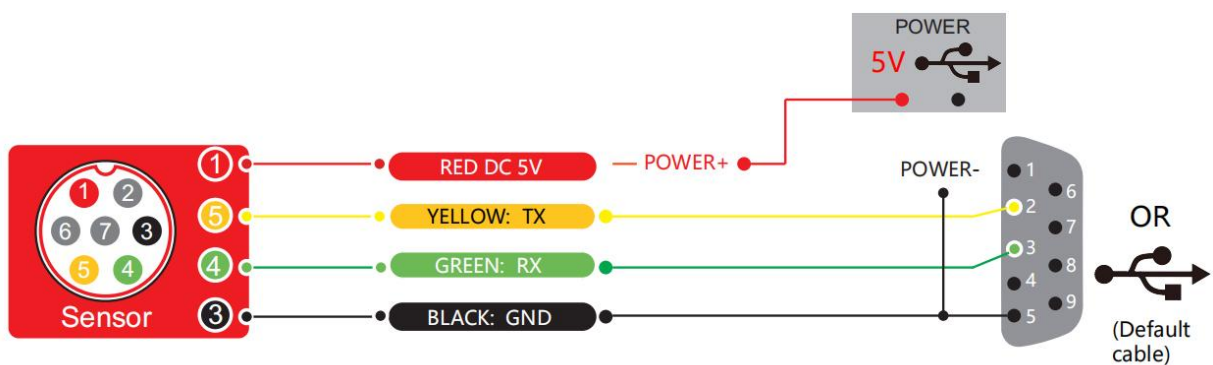 POWER
5V
1 RED DC 5V POWER+
POWER-
5 YELLOW: TX
4 GREEN: RX
3 BLACK: GND
1 2
6 7 3
5 4
Sensor
1
6
2
7
3
8
4
9
5
OR
(Default
cable)